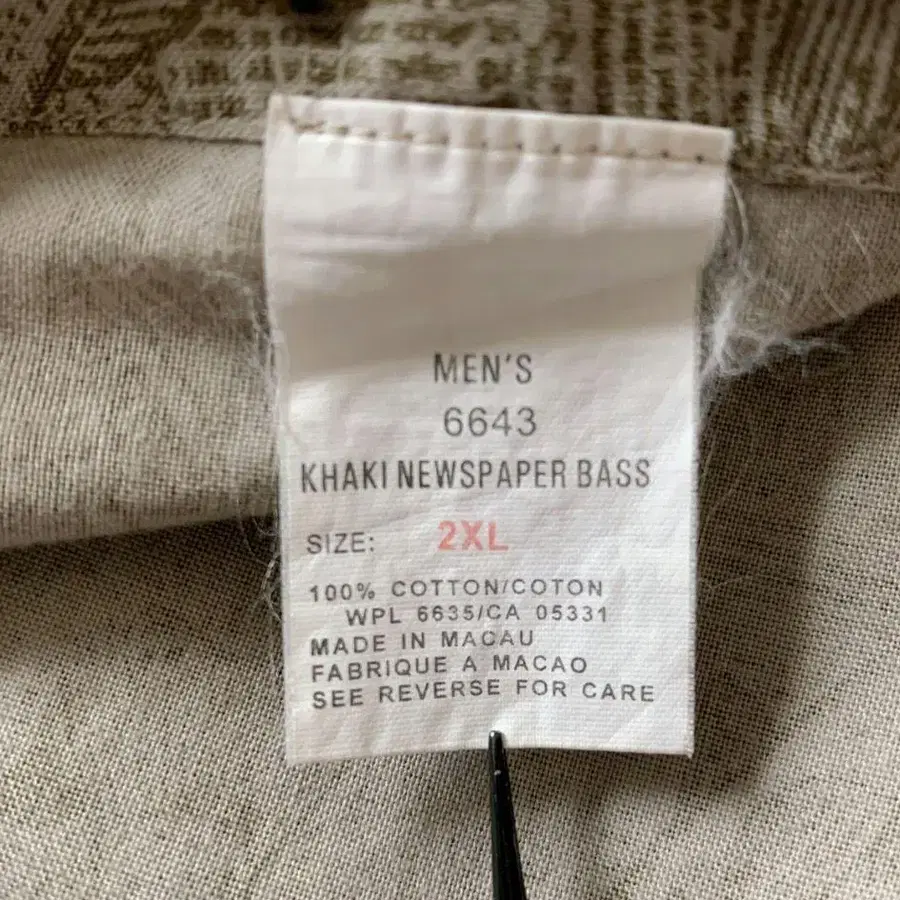 MEN'S
6643
KHAKI NEWSPAPER BASS
SIZE: 2XL
100% COTTON/COTON
WPL 6635/CA 05331
MADE IN MACAU
FABRIQUE A MACAO
SEE REVERSE FOR CARE